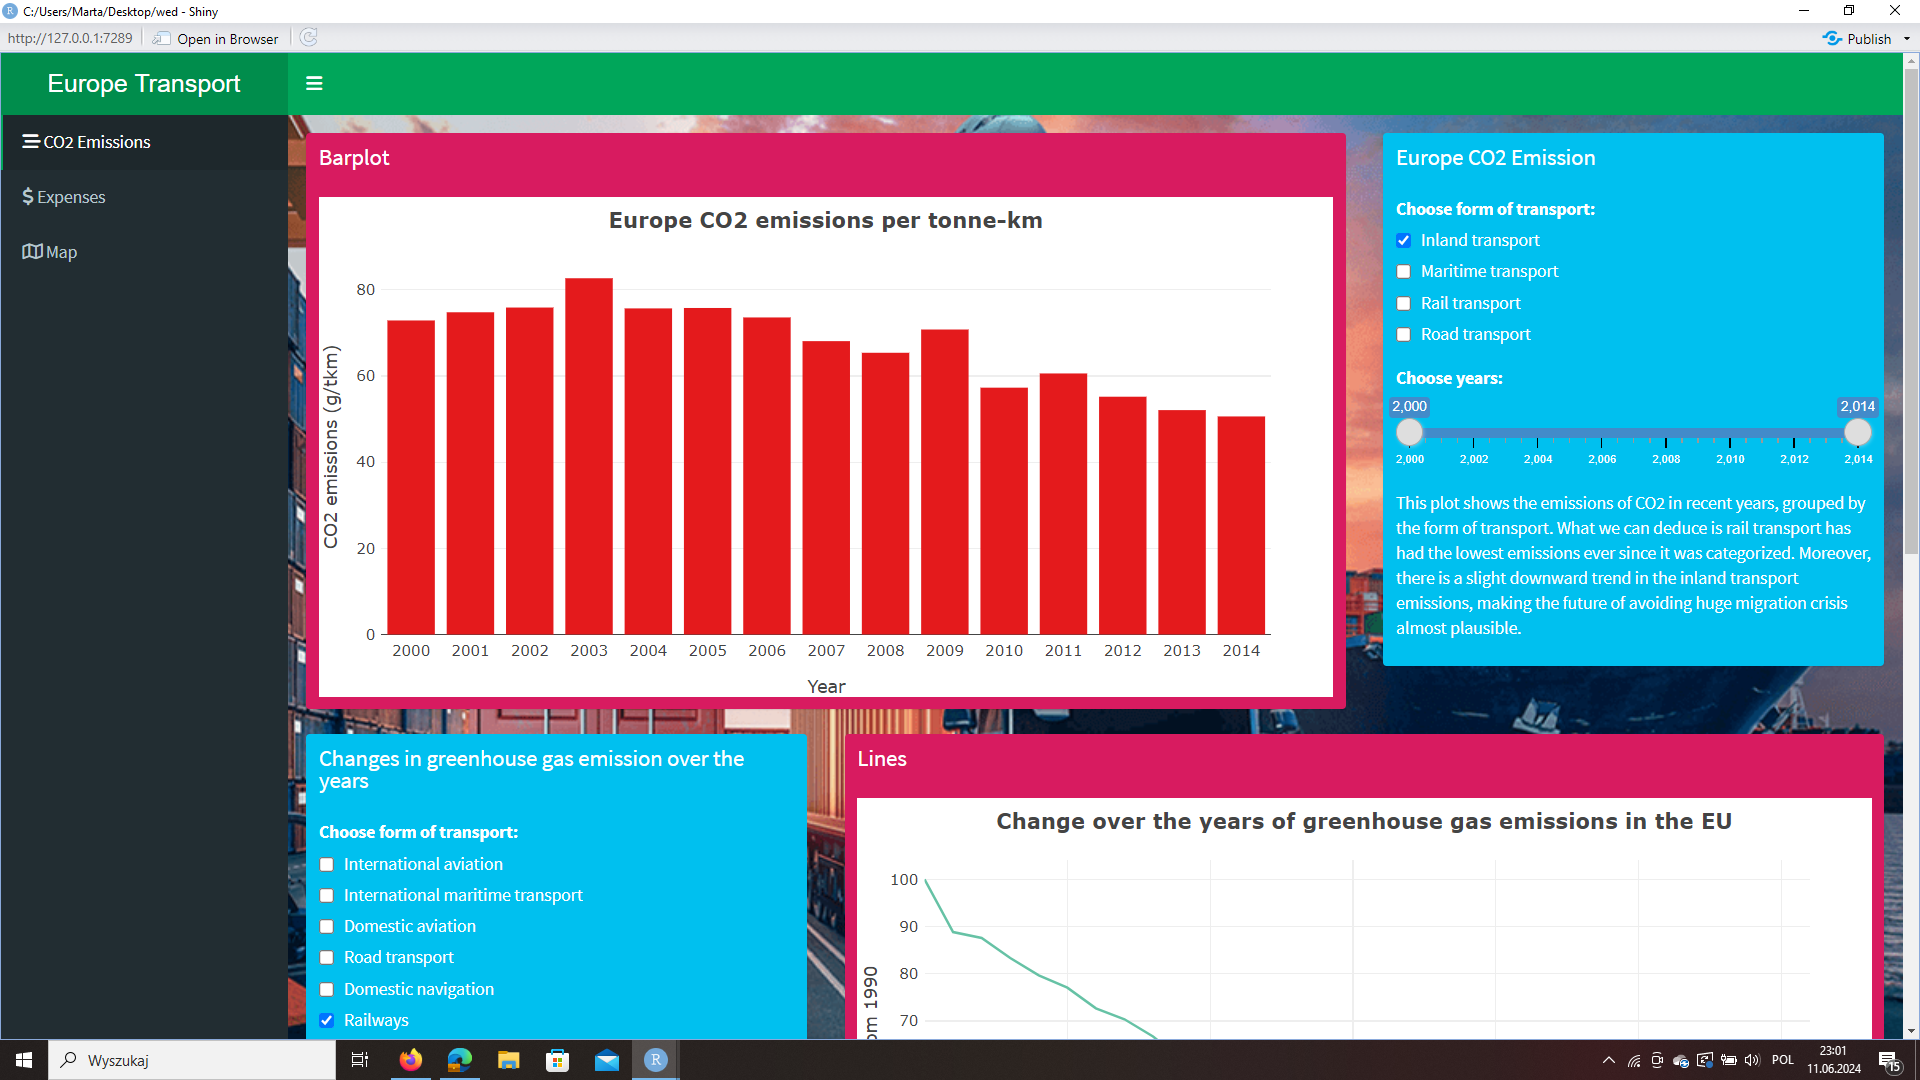 C:/Users/Marta/Desktop/wed - Shiny
http://127.0.0.1:7289
Open in Browser
Publish
Europe Transport
CO2 Emissions
Expenses
Map
Barplot
Europe CO2 emissions per tonne-km
CO2 emissions (g/tkm)
80
60
40
20
0
2000 2001 2002 2003 2004 2005 2006 2007 2008 2009 2010 2011 2012 2013 2014
Year
Europe CO2 Emission
Choose form of transport:
Inland transport
Maritime transport
Rail transport
Road transport
Choose years:
2,000 2,014
2,000 2,002 2,004 2,006 2,008 2,010 2,012 2,014
This plot shows the emissions of CO2 in recent years, grouped by
the form of transport. What we can deduce is rail transport has
had the lowest emissions ever since it was categorized. Moreover,
there is a slight downward trend in the inland transport
emissions, making the future of avoiding huge migration crisis
almost plausible.
Changes in greenhouse gas emission over the
years
Choose form of transport:
International aviation
International maritime transport
Domestic aviation
Road transport
Domestic navigation
Railways
Lines
Change over the years of greenhouse gas emissions in the EU
100
90
80
70
om 1990
Wyszukaj
POL
23:01
11.06.2024
15